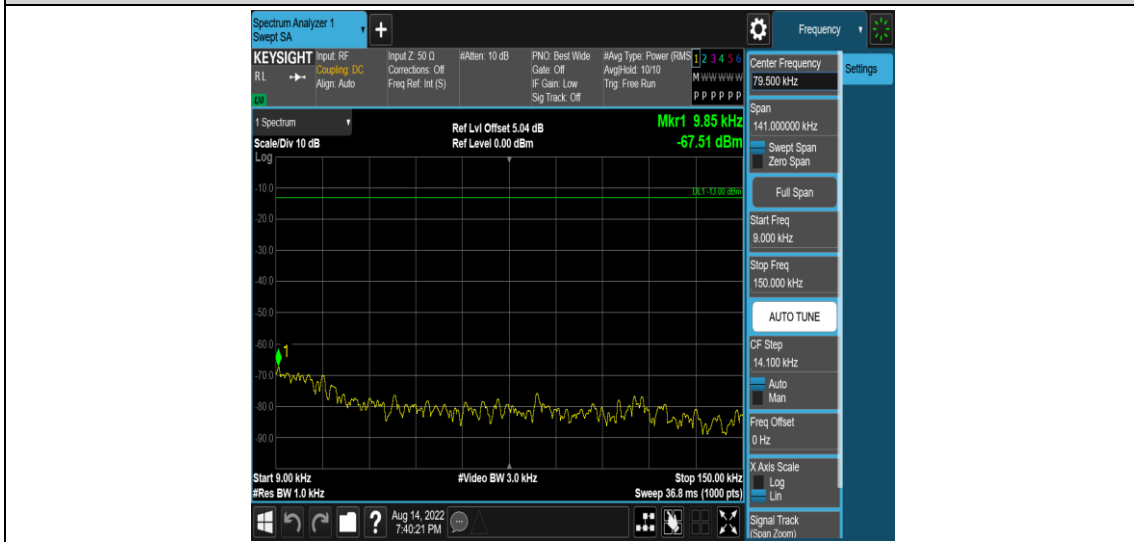 Spectrum Analyzer 1
Swept SA
+
Frequency
KEYSIGHT
Input: RF
Coupling: DC
Align: Auto
Input Z: 50 Ω
Corrections: Off
Freq Ref: Int (S)
#Atten: 10 dB
PNO: Best Wide
Gate: Off
IF Gain: Low
Sig Track: Off
#Avg Type: Power (RMS
Avg|Hold: 10/10
Trig: Free Run
1 2 3 4 5 6
M W W W W W
P P P P P P
RL
1 Spectrum
Scale/Div 10 dB
Log
Ref Lvl Offset 5.04 dB
Ref Level 0.00 dBm
Mkr1 9.85 kHz
-67.51 dBm
DL1 -13.00 dBm
-10.0
-20.0
-30.0
-40.0
-50.0
-60.0
1
-70.0
-80.0
-90.0
Start 9.00 kHz
#Res BW 1.0 kHz
#Video BW 3.0 kHz
Stop 150.00 kHz
Sweep 36.8 ms (1000 pts)
Center Frequency
79.500 kHz
Settings
Span
141.000000 kHz
Swept Span
Zero Span
Full Span
Start Freq
9.000 kHz
Stop Freq
150.000 kHz
AUTO TUNE
CF Step
14.100 kHz
Auto
Man
Freq Offset
0 Hz
X Axis Scale
Log
Lin
Signal Track
(Span Zoom)
?
Aug 14, 2022
7:40:21 PM